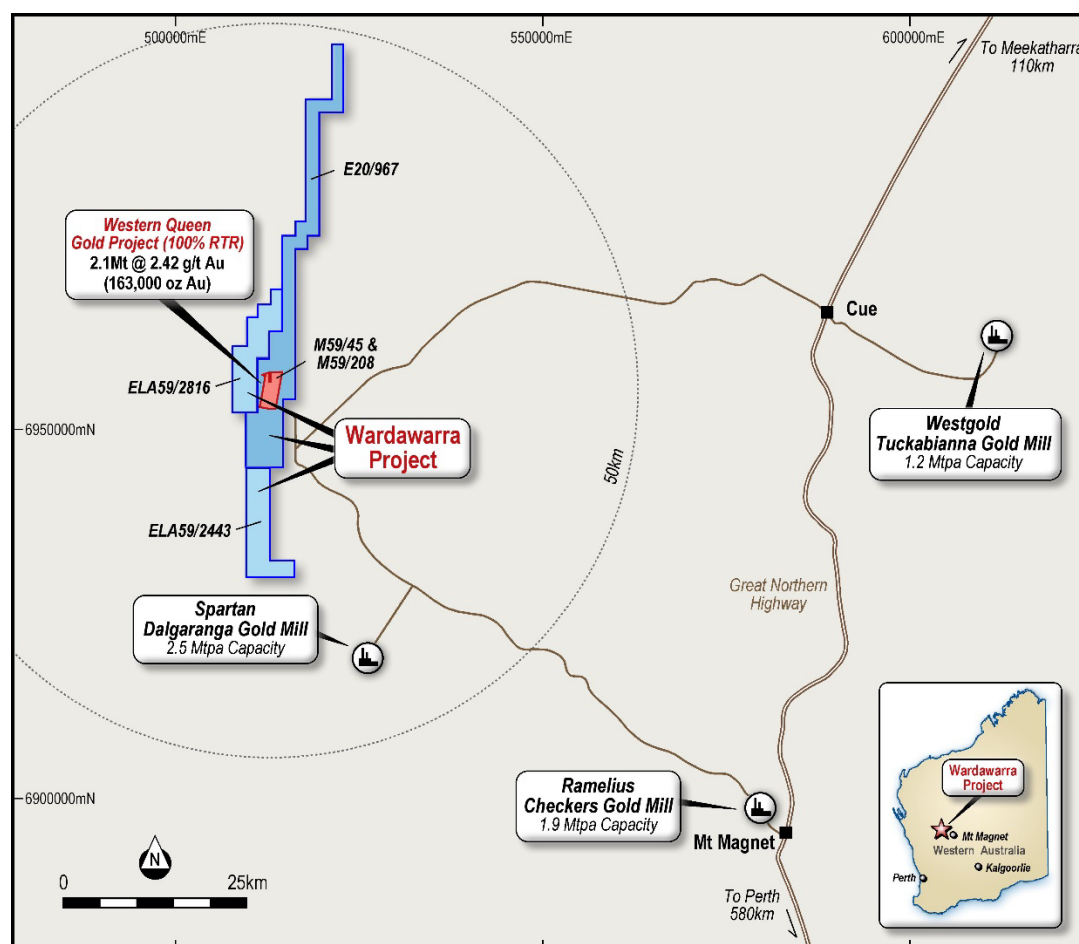 500000mE
550000mE
600000mE
To Meekatharra
110km
E20/967
Western Queen
Gold Project (100% RTR)
2.1Mt @ 2.42 g/t Au
(163,000 oz Au)
Cue
M59/45 &
M59/208
ELA59/2816
6950000mN
Wardawarra
Project
50km
Westgold
Tuckabianna Gold Mill
1.2 Mtpa Capacity
ELA59/2443
Great Northern
Highway
Spartan
Dalgaranga Gold Mill
2.5 Mtpa Capacity
6900000mN
Ramelius
Checkers Gold Mill
1.9 Mtpa Capacity
Mt Magnet
N
0
25km
To Perth
580km
Wardawarra
Project
Mt Magnet
Western Australia
Kalgoorlie
Perth